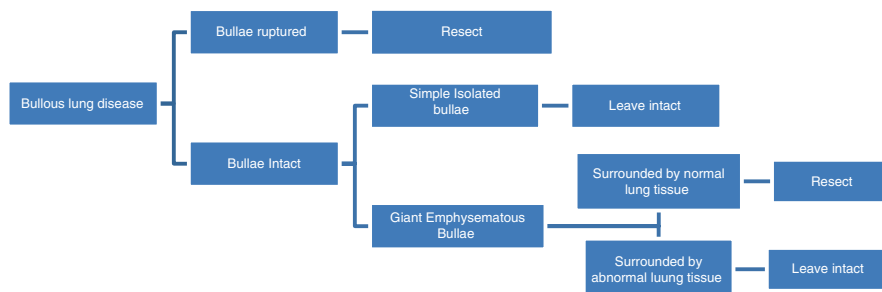 Bullous lung disease
Bullae ruptured
Resect
Bullae Intact
Simple Isolated
bullae
Leave intact
Giant Emphysematous
Bullae
Surrounded by normal
lung tissue
Resect
Surrounded by
abnormal luung tissue
Leave intact